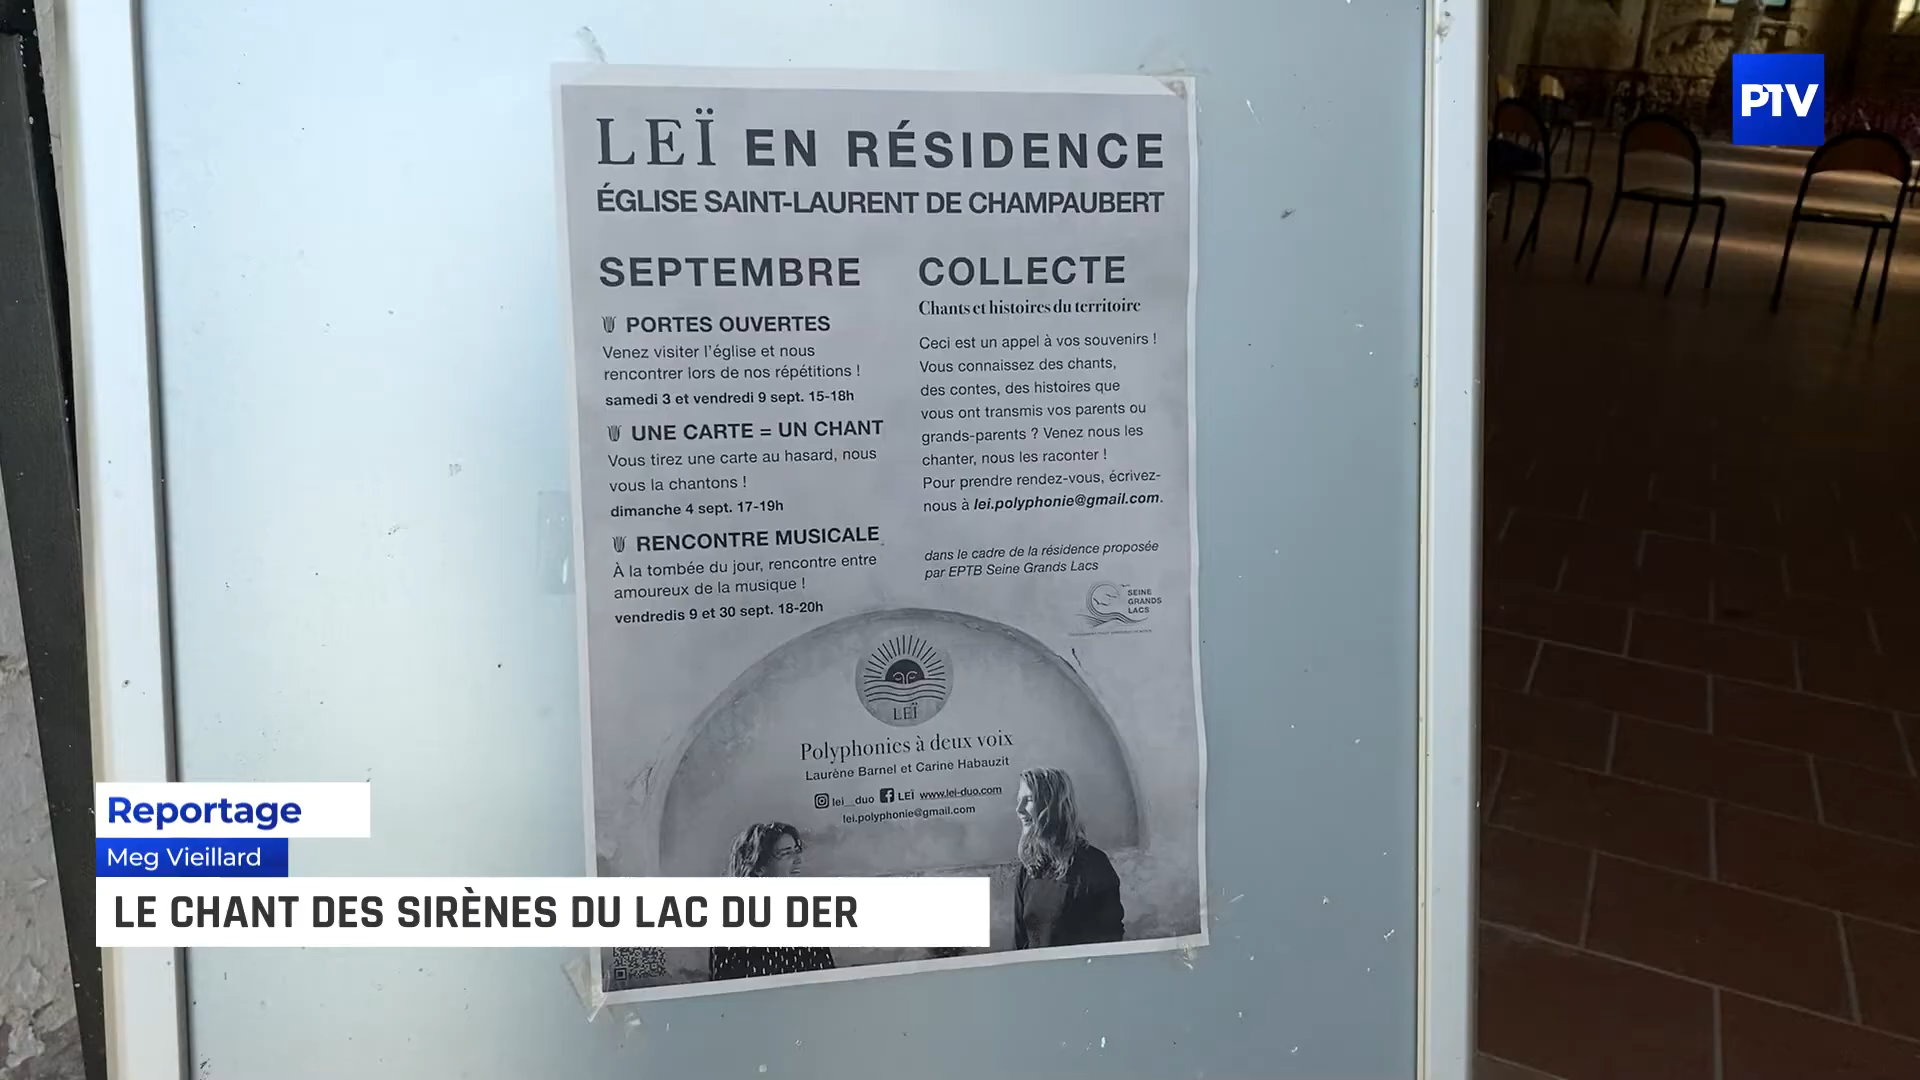 PTV
LEÏ EN RÉSIDENCE
ÉGLISE SAINT-LAURENT DE CHAMPAUBERT
SEPTEMBRE
PORTES OUVERTES
Venez visiter l'église et nous
rencontrer lors de nos répétitions !
samedi 3 et vendredi 9 sept. 15-18h
UNE CARTE = UN CHANT
Vous tirez une carte au hasard, nous
vous la chantons !
dimanche 4 sept. 17-19h
RENCONTRE MUSICALE
À la tombée du jour, rencontre entre
amoureux de la musique !
vendredis 9 et 30 sept. 18-20h
COLLECTE
Chants et histoires du territoire
Ceci est un appel à vos souvenirs !
Vous connaissez des chants,
des contes, des histoires que
vous ont transmis vos parents ou
grands-parents ? Venez nous les
chanter, nous les raconter !
Pour prendre rendez-vous, écrivez-
nous à lei.polyphonie@gmail.com.
dans le cadre de la résidence proposée
par EPTB Seine Grands Lacs
SEINE
GRANDS
LACS
LEÏ
Polyphonies à deux voix
Laurène Barnel et Carine Habauzit
lei__duo LEÏ www.lei-duo.com
lei.polyphonie@gmail.com
Reportage
Meg Vieillard
LE CHANT DES SIRÈNES DU LAC DU DER